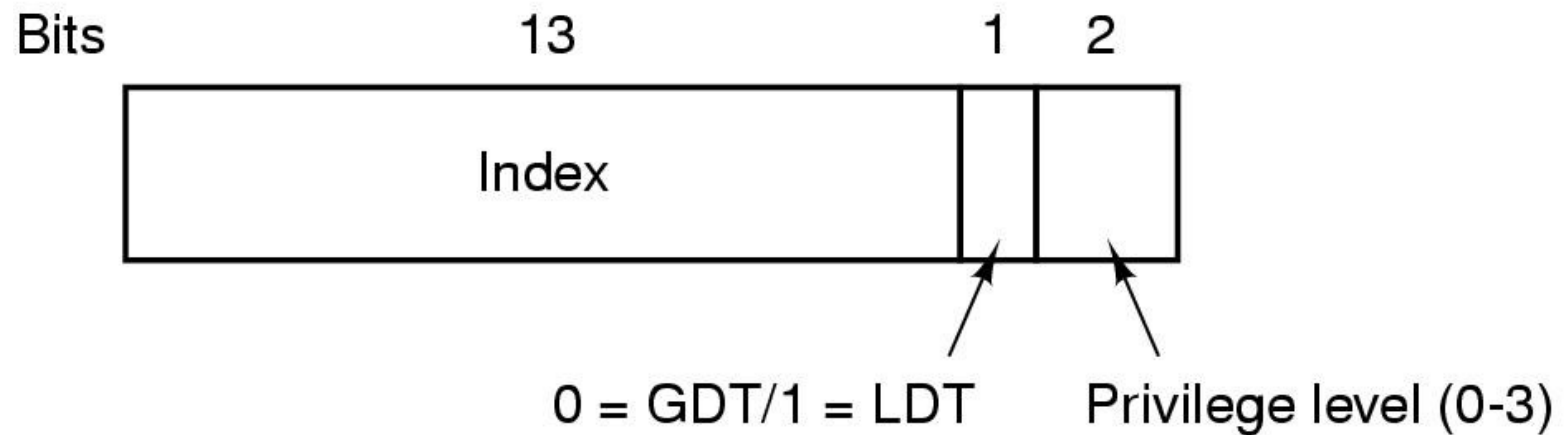 Bits 13 1 2
Index
0 = GDT/1 = LDT Privilege level (0-3)